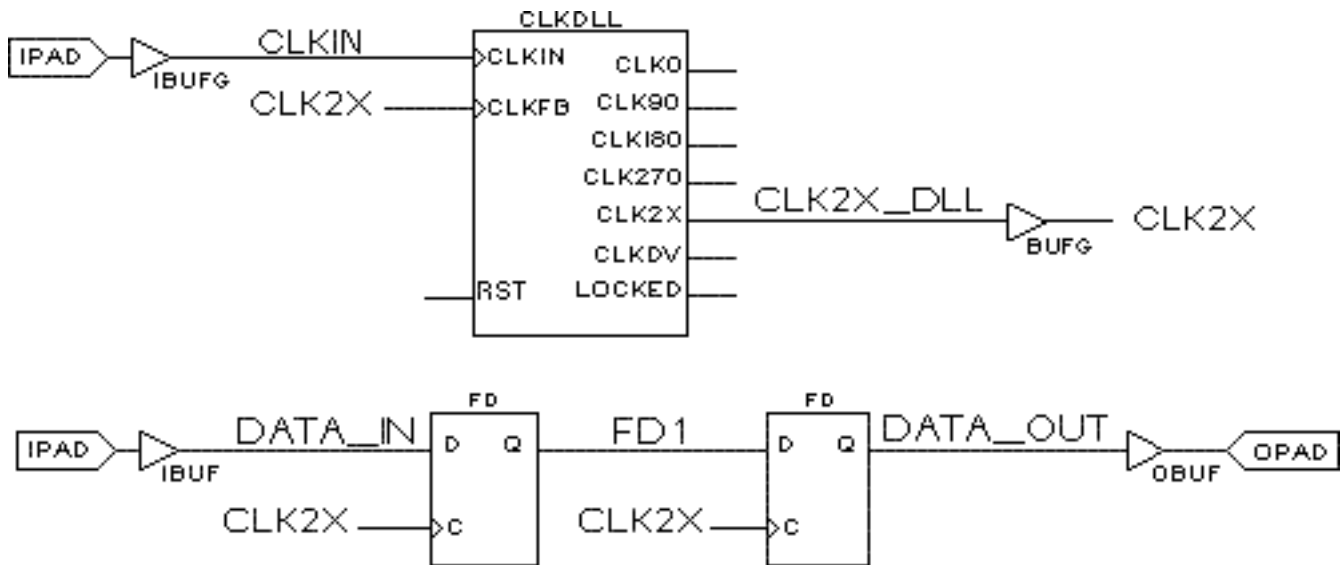 CLKDLL
IPAD
IBUFG
CLKIN
CLKIN
CLK2X
CLKFB
CLK0
CLK90
CLK180
CLK270
CLK2X
CLK2X_DLL
BUFG
CLK2X
CLKDV
RST
LOCKED
FD
FD
IPAD
IBUF
DATA_IN
D
Q
FD1
D
Q
DATA_OUT
OBUF
OPAD
CLK2X
C
CLK2X
C